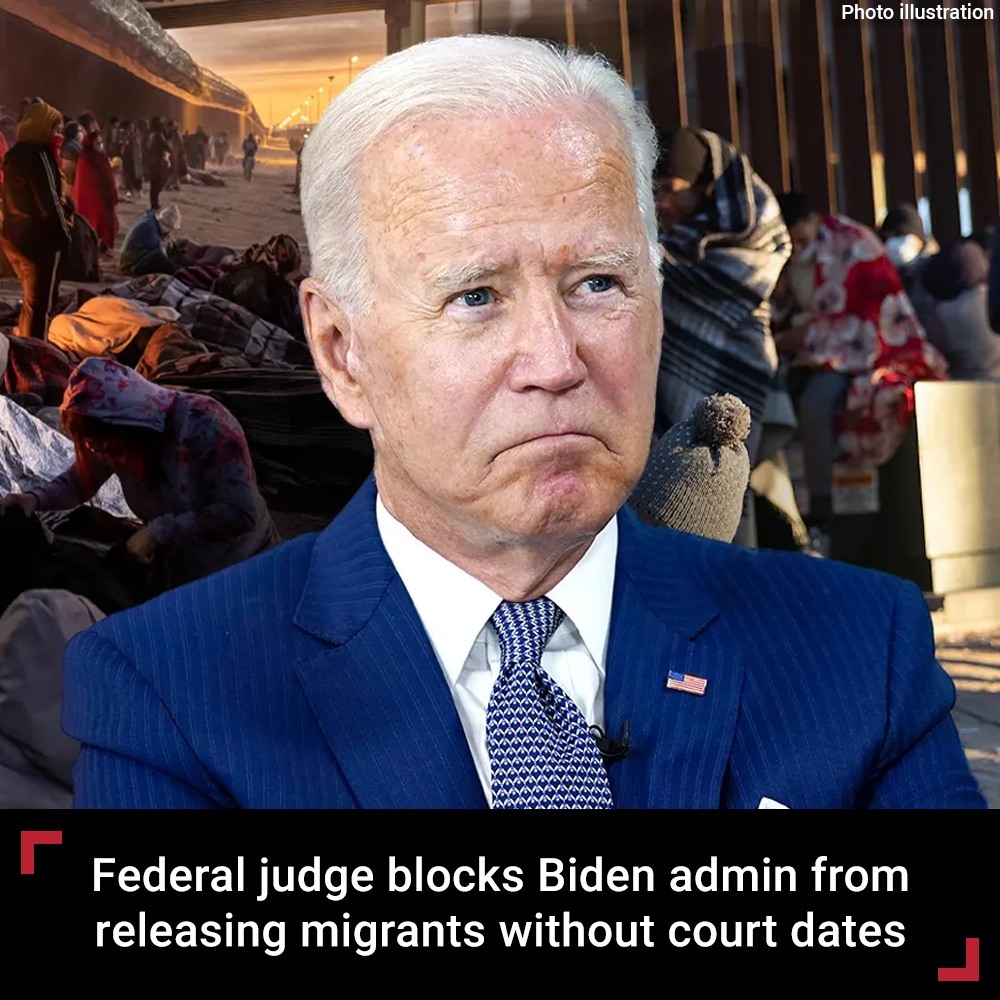 Photo illustration
Federal judge blocks Biden admin from
releasing migrants without court dates